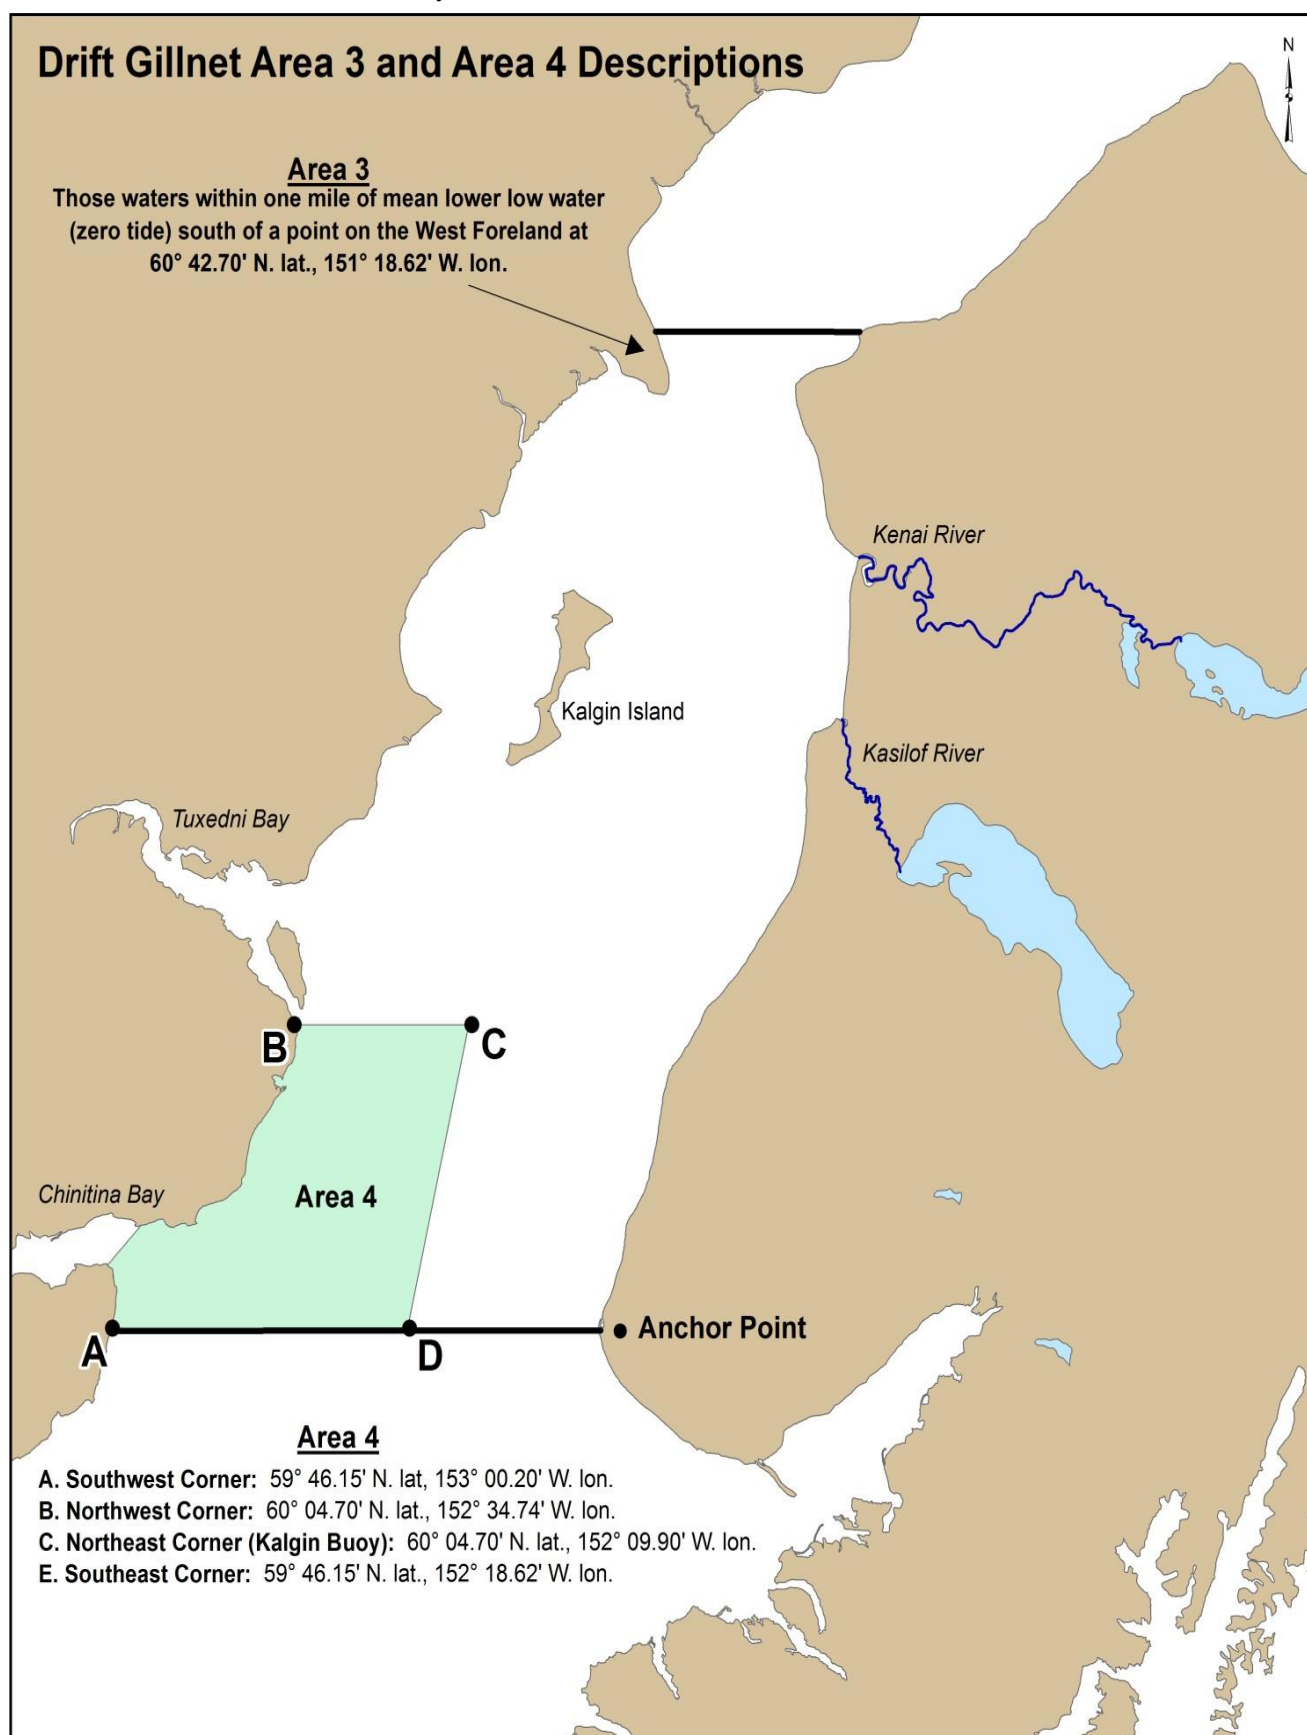 N
Drift Gillnet Area 3 and Area 4 Descriptions
Area 3
Those waters within one mile of mean lower low water
(zero tide) south of a point on the West Foreland at
60° 42.70' N. lat., 151° 18.62' W. lon.
Kenai River
Kalgin Island
Kasilof River
Tuxedni Bay
B
C
Chinitina Bay
Area 4
A
D
Anchor Point
Area 4
A. Southwest Corner: 59° 46.15' N. lat, 153° 00.20' W. lon.
B. Northwest Corner: 60° 04.70' N. lat., 152° 34.74' W. lon.
C. Northeast Corner (Kalgin Buoy): 60° 04.70' N. lat., 152° 09.90' W. lon.
E. Southeast Corner: 59° 46.15' N. lat., 152° 18.62' W. lon.